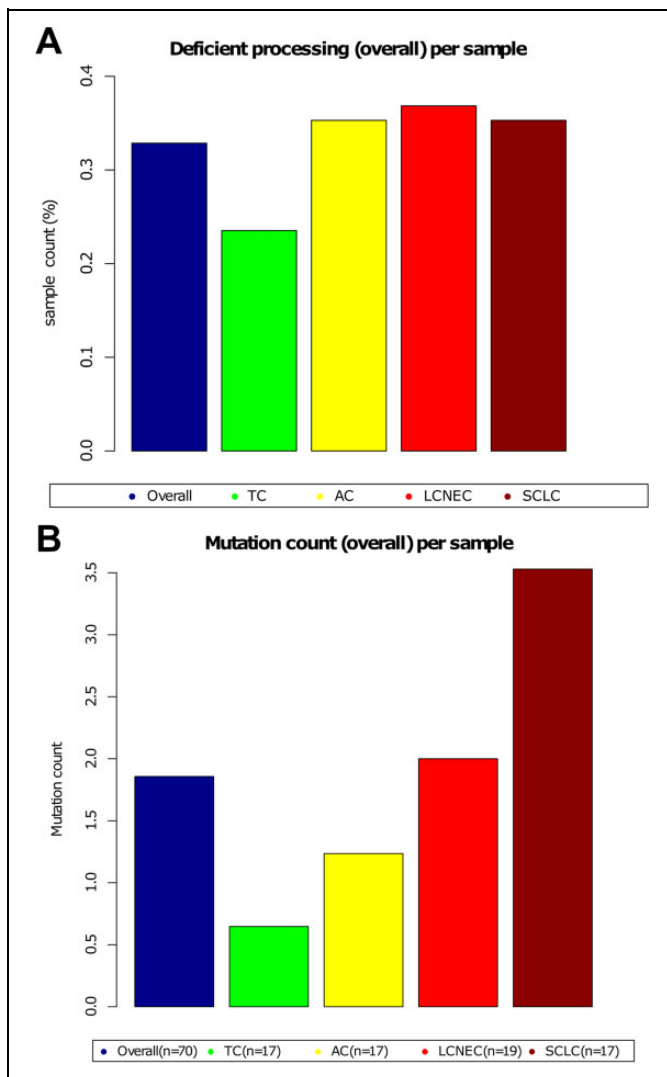 A
Deficient processing (overall) per sample
0.4
0.3
0.2
0.1
0.0
sample count (%)
Overall TC AC LCNEC SCLC
B
Mutation count (overall) per sample
3.5
3.0
2.5
2.0
1.5
1.0
0.5
0.0
Mutation count
Overall(n=70) TC(n=17) AC(n=17) LCNEC(n=19) SCLC(n=17)